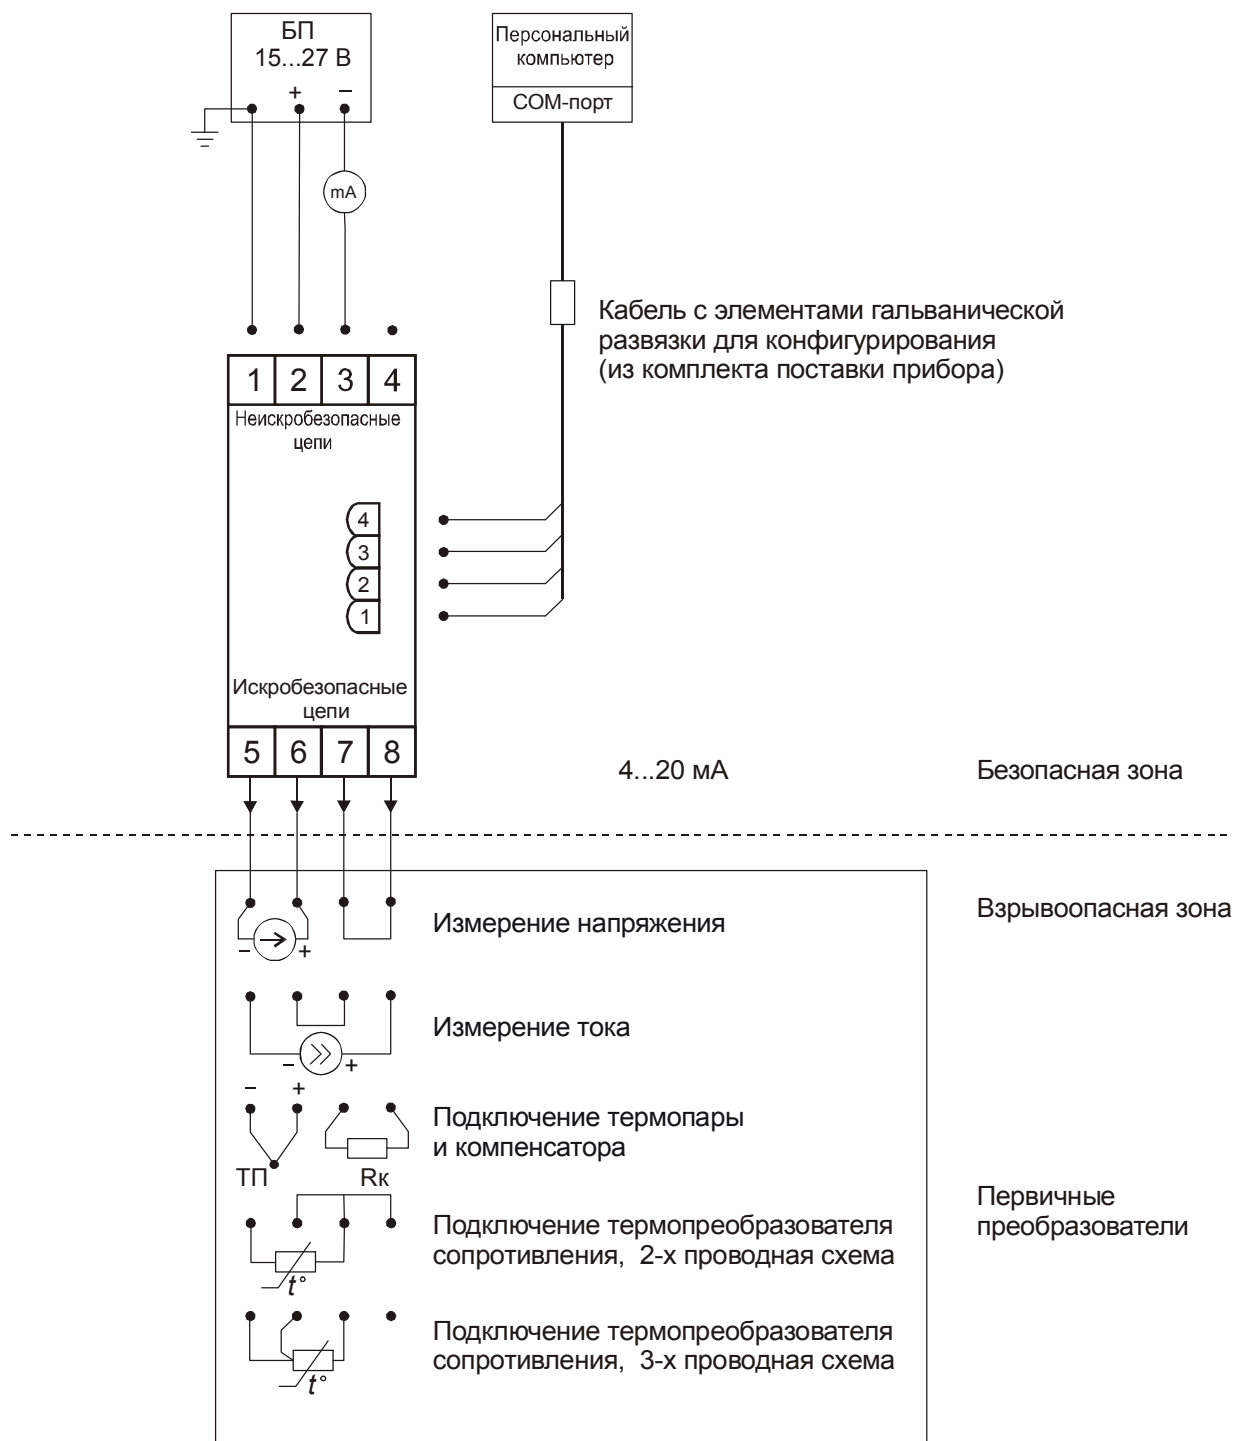 БП
15...27 В
+ –
mA
Персональный
компьютер
COM-порт
Кабель с элементами гальванической
развязки для конфигурирования
(из комплекта поставки прибора)
1 2 3 4
Неискробезопасные
цепи
4
3
2
1
Искробезопасные
цепи
5 6 7 8
4...20 мА
Безопасная зона
Взрывоопасная зона
Измерение напряжения
– +
Измерение тока
– +
– +
Подключение термопары
и компенсатора
ТП Rк
Первичные
преобразователи
Подключение термопреобразователя
сопротивления, 2-х проводная схема
t°
Подключение термопреобразователя
сопротивления, 3-х проводная схема
t°